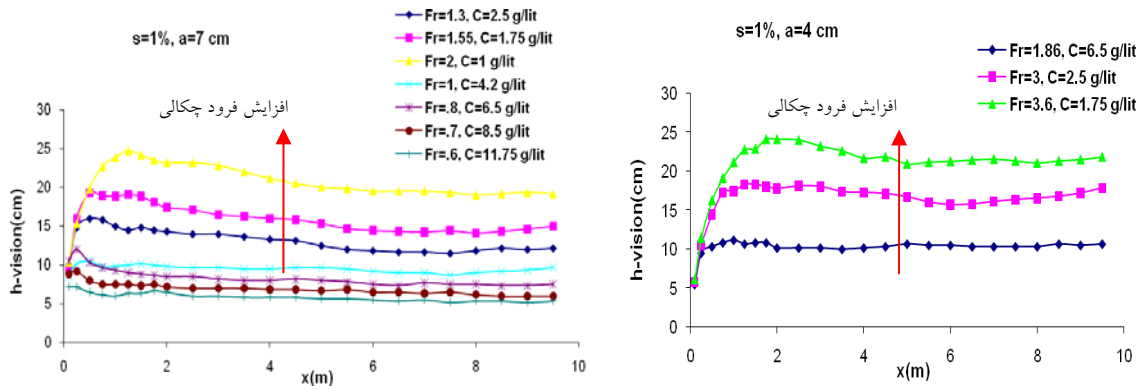 s=1%, a=7 cm
Fr=1.3, C=2.5 g/lit
Fr=1.55, C=1.75 g/lit
Fr=2, C=1 g/lit
Fr=1, C=4.2 g/lit
Fr=.8, C=6.5 g/lit
Fr=.7, C=8.5 g/lit
Fr=.6, C=11.75 g/lit
افزایش فرود چکالی
h-vision(cm)
30
25
20
15
10
5
0
0 2 4 6 8 10
x(m)
s=1%, a=4 cm
Fr=1.86, C=6.5 g/lit
Fr=3, C=2.5 g/lit
Fr=3.6, C=1.75 g/lit
افزایش فرود چکالی
h-vision(cm)
30
25
20
15
10
5
0
0 2 4 6 8 10
x(m)